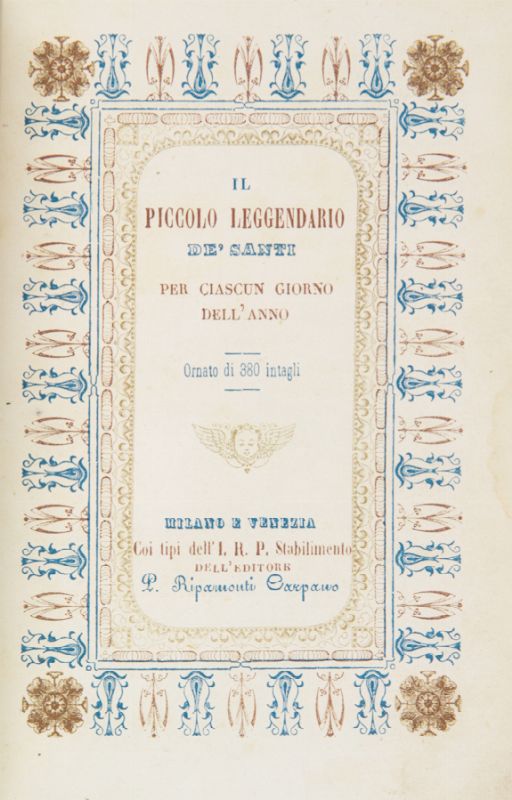 IL
PICCOLO LEGGENDARIO
DE' SANTI
PER CIASCUN GIORNO
DELL'ANNO
Ornato di 380 intagli
MILANO E VENEZIA
Coi tipi dell'I. R. P. Stabilimento
DELL'EDITORE
P. Ripamonti Carpano